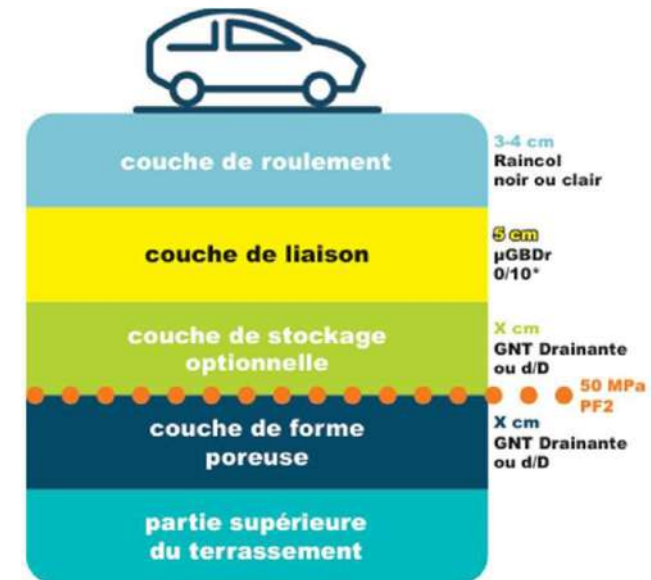 couche de roulement
3-4 cm
Raincol
noir ou clair
couche de liaison
5 cm
µGBDr
0/10*
couche de stockage
optionnelle
X cm
GNT Drainante
ou d/D
50 MPa
PF2
couche de forme
poreuse
X cm
GNT Drainante
ou d/D
partie supérieure
du terrassement